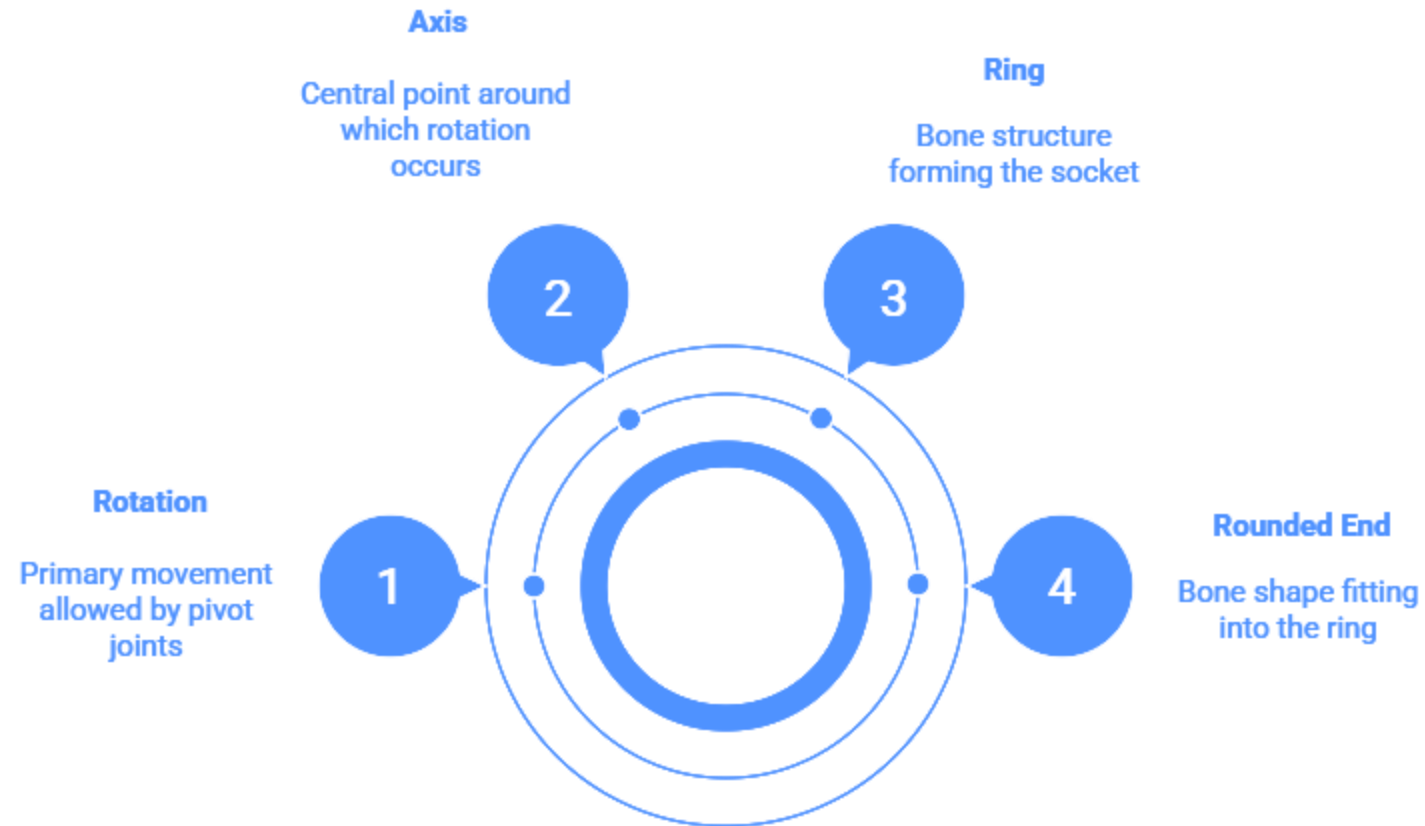 Axis
Central point around
which rotation
occurs
Ring
Bone structure
forming the socket
2
3
Rotation
Primary movement
allowed by pivot
joints
1
4
Rounded End
Bone shape fitting
into the ring